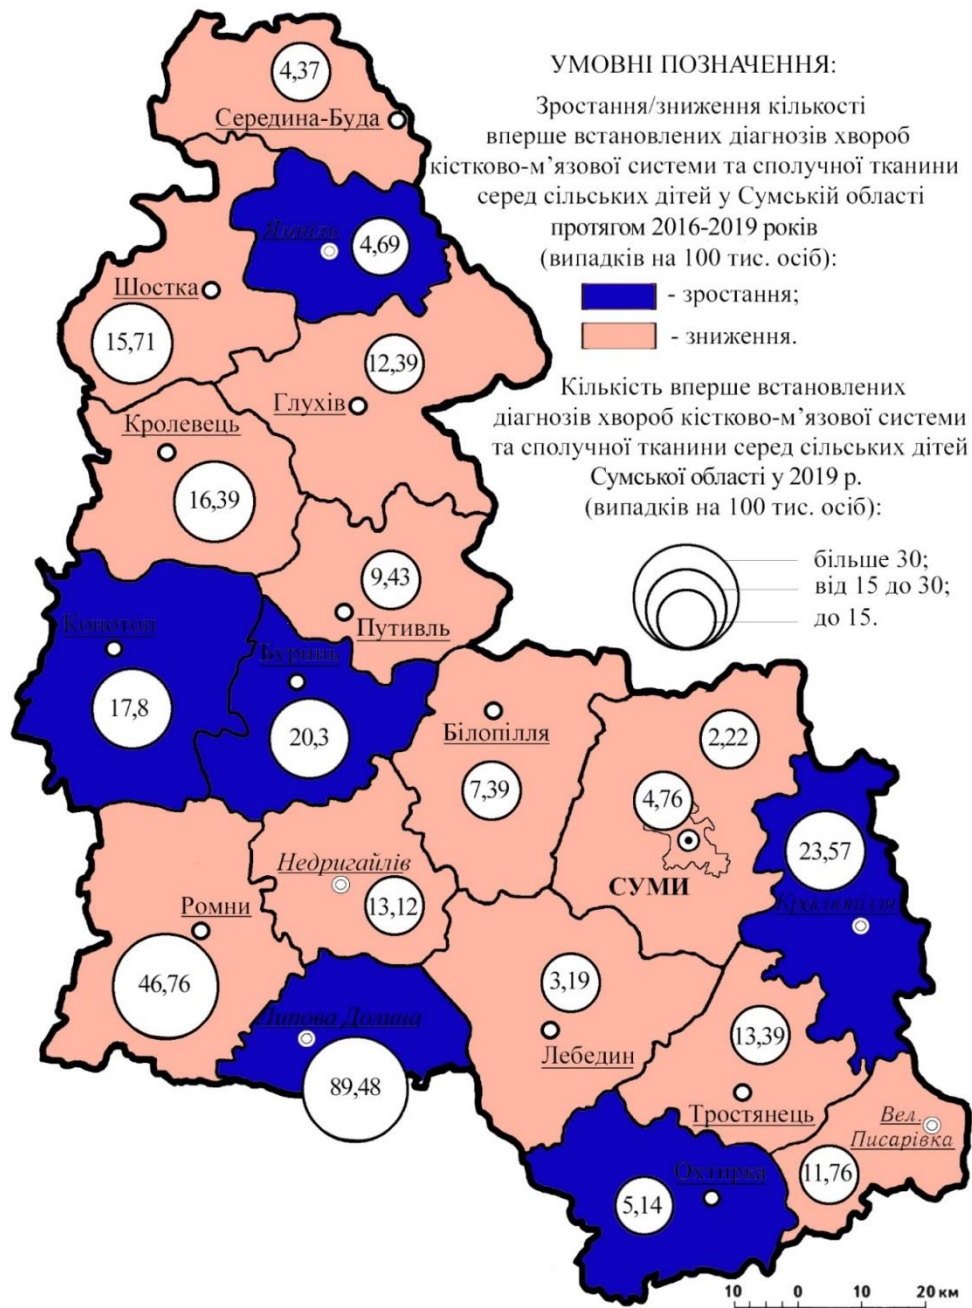 4,37
Середина-Буда
УМОВНІ ПОЗНАЧЕННЯ:
Зростання/зниження кількості
вперше встановлених діагнозів хвороб
кістково-м’язової системи та сполучної тканини
серед сільських дітей у Сумській області
протягом 2016-2019 років
(випадків на 100 тис. осіб):
- зростання;
- зниження.
Ямпіль
4,69
Шостка
15,71
12,39
Глухів
Кількість вперше встановлених
діагнозів хвороб кістково-м’язової системи
та сполучної тканини серед сільських дітей
Сумської області у 2019 р.
(випадків на 100 тис. осіб):
більше 30;
від 15 до 30;
до 15.
Кролевець
16,39
9,43
Путивль
Конотоп
17,8
Буринь
20,3
Білопілля
7,39
2,22
4,76
СУМИ
23,57
Краснопілля
Недригайлів
13,12
Ромни
46,76
Липова Долина
89,48
3,19
Лебедин
13,39
Тростянець
Вел.
Писарівка
11,76
Охтирка
5,14
10 0 10 20 км